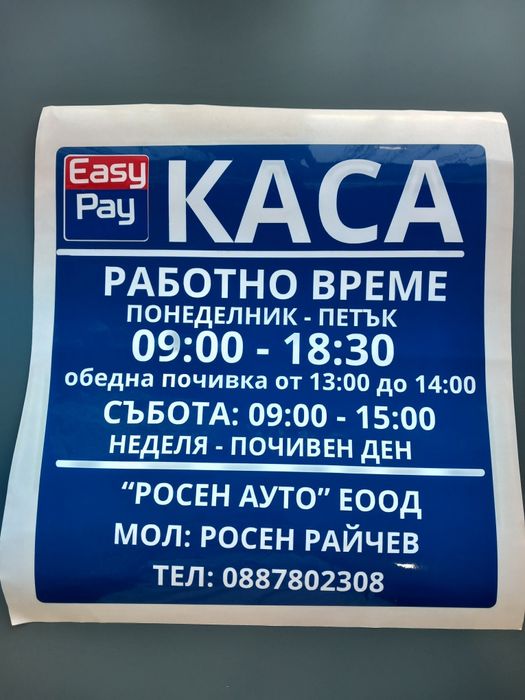 Easy
Pay
КАСА
РАБОТНО ВРЕМЕ
ПОНЕДЕЛНИК - ПЕТЪК
09:00 - 18:30
обедна почивка от 13:00 до 14:00
СЪБОТА: 09:00 - 15:00
НЕДЕЛЯ - ПОЧИВЕН ДЕН
“РОСЕН АУТО” ЕООД
МОЛ: РОСЕН РАЙЧЕВ
ТЕЛ: 0887802308